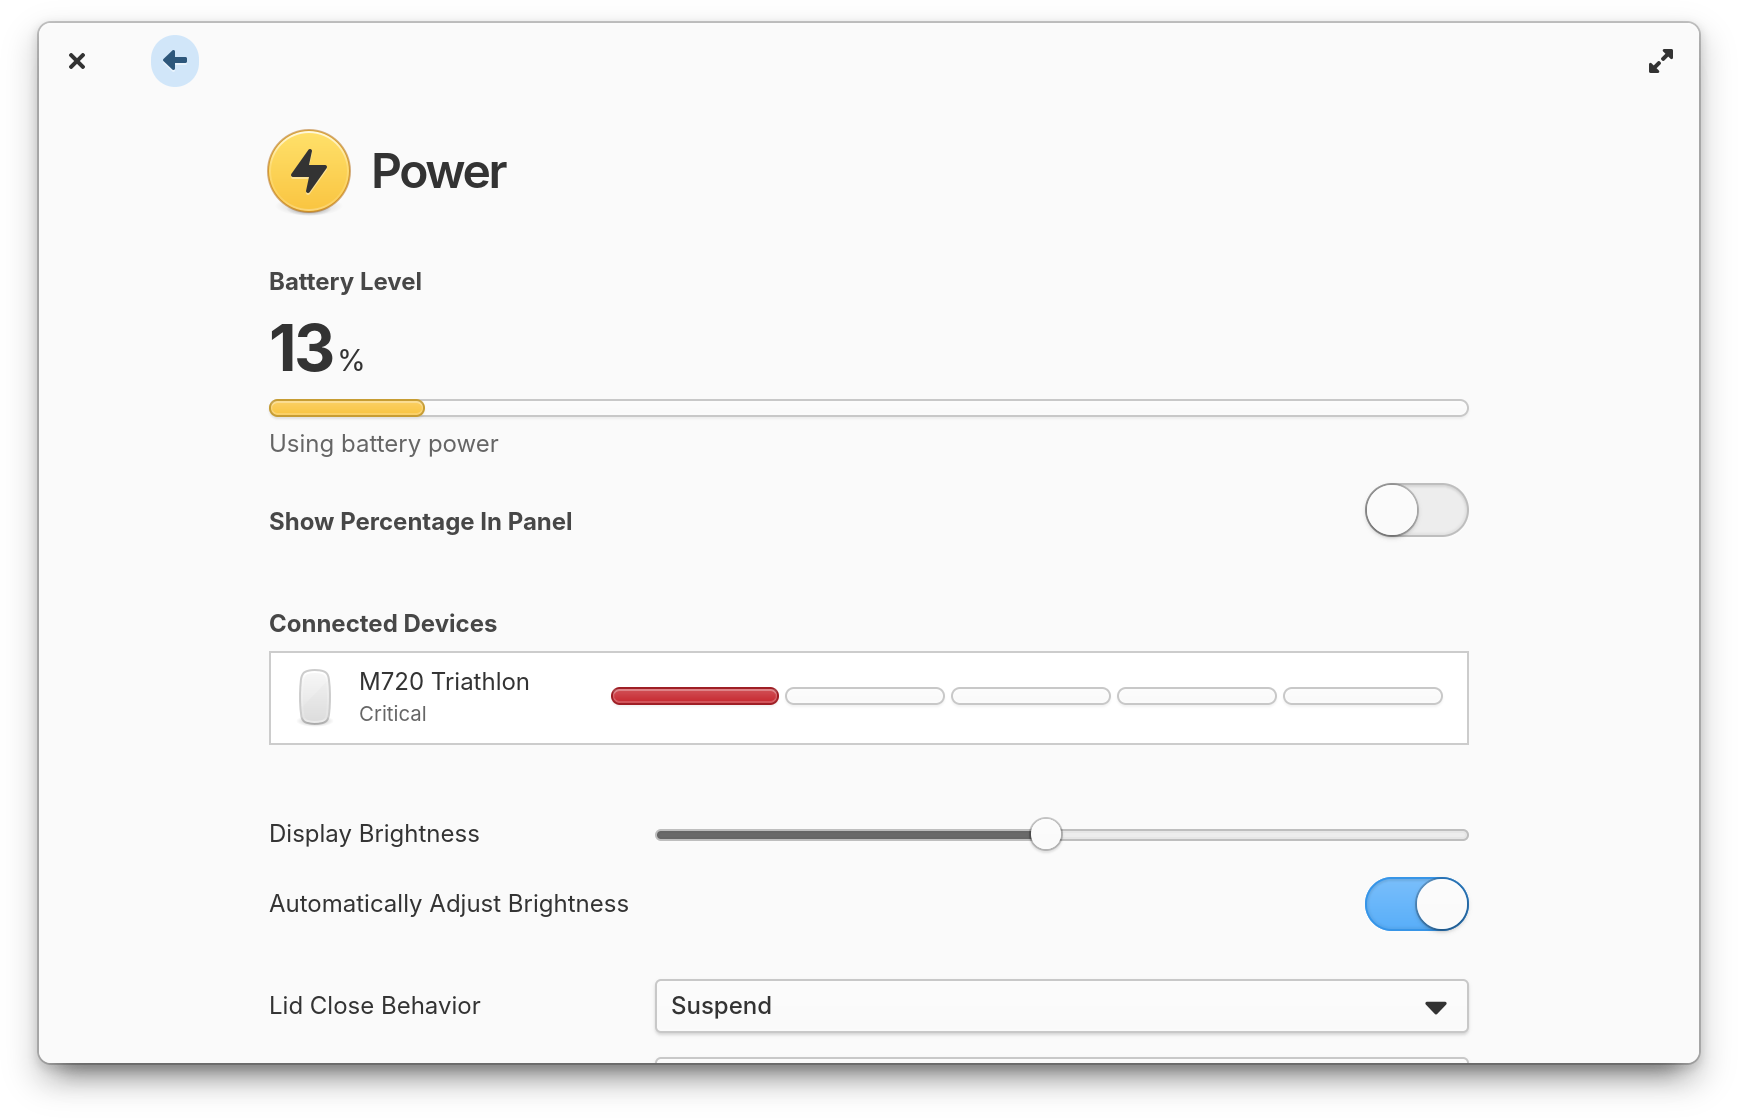 Power
Battery Level
13%
Using battery power
Show Percentage In Panel
Connected Devices
M720 Triathlon
Critical
Display Brightness
Automatically Adjust Brightness
Lid Close Behavior
Suspend